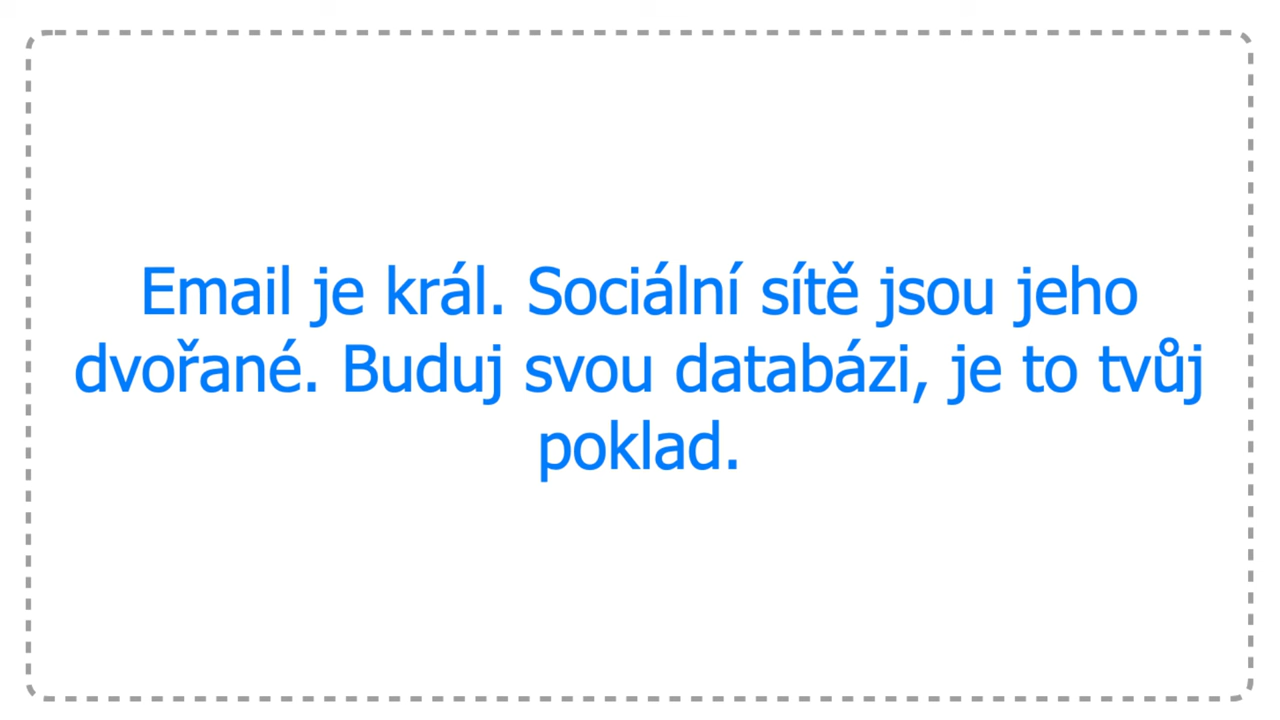 Email je král. Sociální sítě jsou jeho
dvořané. Buduj svou databázi, je to tvůj
poklad.